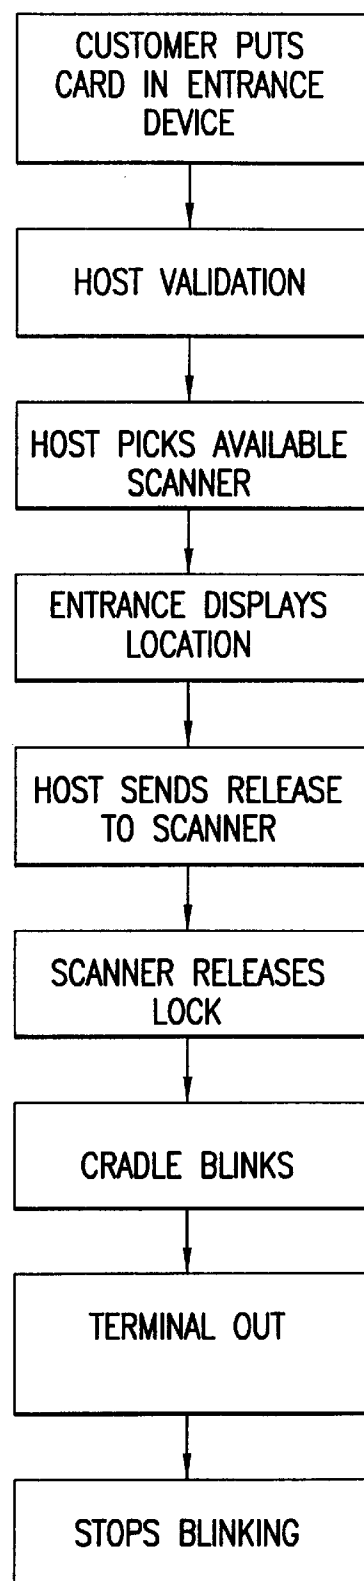 CUSTOMER PUTS
CARD IN ENTRANCE
DEVICE
HOST VALIDATION
HOST PICKS AVAILABLE
SCANNER
ENTRANCE DISPLAYS
LOCATION
HOST SENDS RELEASE
TO SCANNER
SCANNER RELEASES
LOCK
CRADLE BLINKS
TERMINAL OUT
STOPS BLINKING